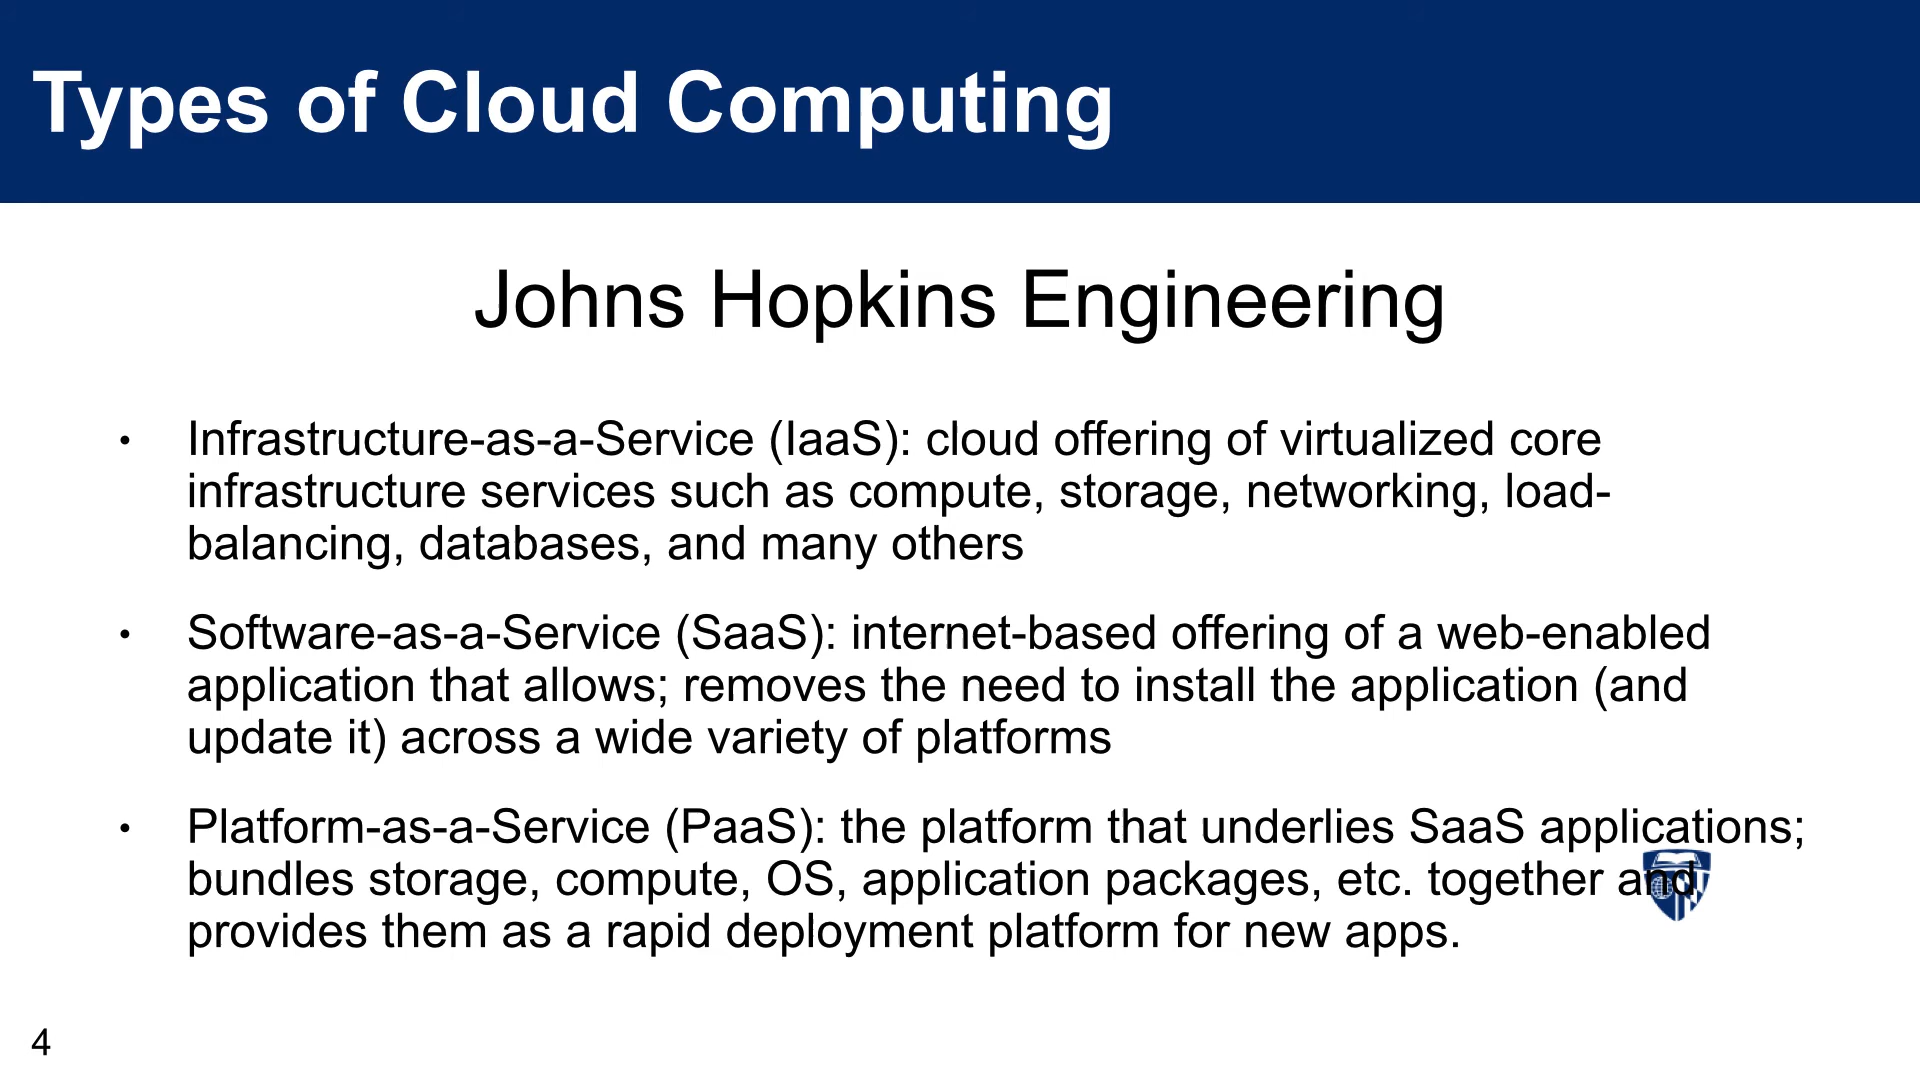 Types of Cloud Computing
Johns Hopkins Engineering
• Infrastructure-as-a-Service (IaaS): cloud offering of virtualized core
infrastructure services such as compute, storage, networking, load-
balancing, databases, and many others
• Software-as-a-Service (SaaS): internet-based offering of a web-enabled
application that allows; removes the need to install the application (and
update it) across a wide variety of platforms
• Platform-as-a-Service (PaaS): the platform that underlies SaaS applications;
bundles storage, compute, OS, application packages, etc. together and
provides them as a rapid deployment platform for new apps.
4